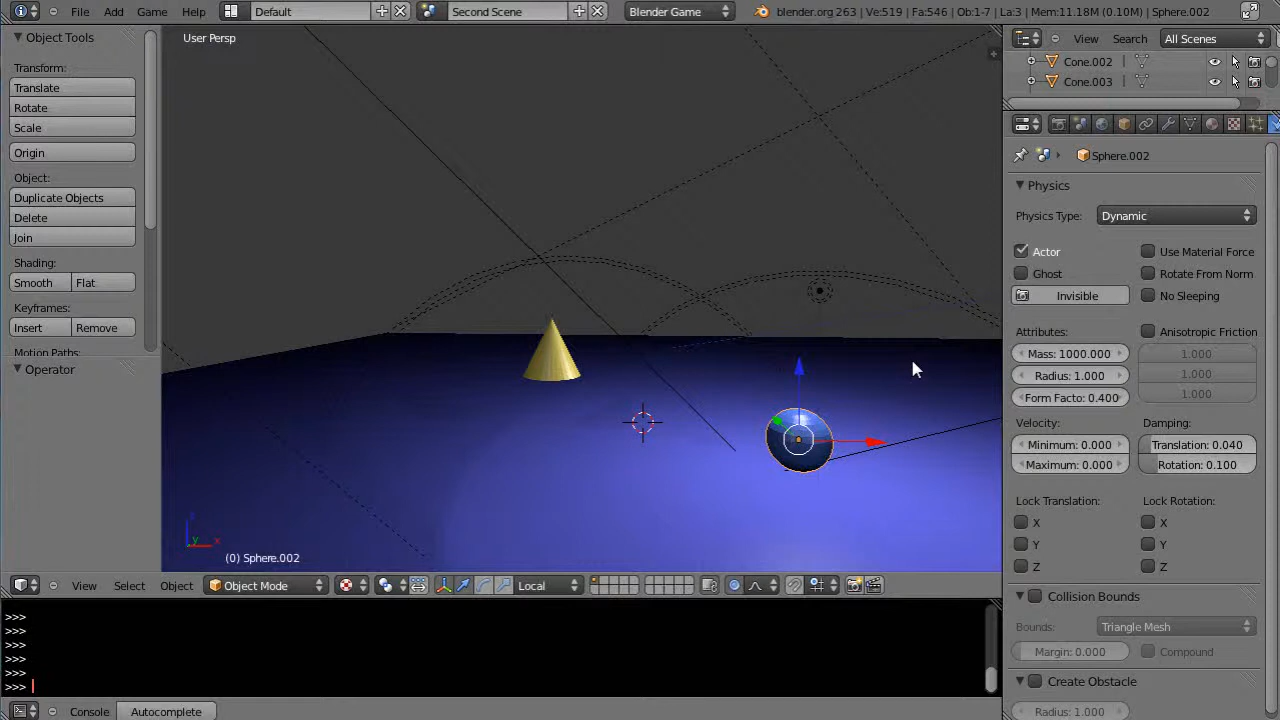 File Add Game Help Default Second Scene Blender Game blender.org 263 | Ve:519 | Fa:546 | Ob:1-7 | La:3 | Mem:11.18M (0.10M) | Sphere.002
Object Tools
Transform:
Translate
Rotate
Scale
Origin
Object:
Duplicate Objects
Delete
Join
Shading:
Smooth Flat
Keyframes:
Insert Remove
Motion Paths:
Operator
User Persp
z
y x
(0) Sphere.002
View Select Object Object Mode Local
>>>
>>>
>>>
>>>
>>>
>>>
Console Autocomplete
View Search All Scenes
Cone.002
Cone.003
Sphere.002
Physics
Physics Type: Dynamic
Actor Use Material Force
Ghost Rotate From Norm
Invisible No Sleeping
Attributes: Anisotropic Friction
Mass: 1000.000 1.000
Radius: 1.000 1.000
Form Facto: 0.400 1.000
Velocity: Damping:
Minimum: 0.000 Translation: 0.040
Maximum: 0.000 Rotation: 0.100
Lock Translation: Lock Rotation:
X X
Y Y
Z Z
Collision Bounds
Bounds: Triangle Mesh
Margin: 0.000 Compound
Create Obstacle
Radius: 1.000